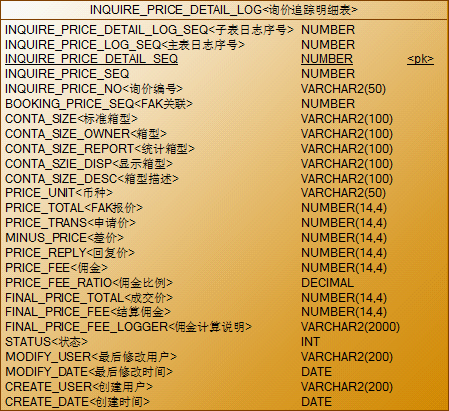 INQUIRE_PRICE_DETAIL_LOG<询价追踪明细表>
INQUIRE_PRICE_DETAIL_LOG_SEQ<子表日志序号> NUMBER
INQUIRE_PRICE_LOG_SEQ<主表日志序号> NUMBER
INQUIRE_PRICE_DETAIL_SEQ NUMBER <pk>
INQUIRE_PRICE_SEQ NUMBER
INQUIRE_PRICE_NO<询价编号> VARCHAR2(50)
BOOKING_PRICE_SEQ<FAK关联> NUMBER
CONTA_SIZE<标准箱型> VARCHAR2(100)
CONTA_SIZE_OWNER<箱型> VARCHAR2(100)
CONTA_SIZE_REPORT<统计箱型> VARCHAR2(100)
CONTA_SZIE_DISP<显示箱型> VARCHAR2(100)
CONTA_SIZE_DESC<箱型描述> VARCHAR2(100)
PRICE_UNIT<币种> VARCHAR2(50)
PRICE_TOTAL<FAK报价> NUMBER(14,4)
PRICE_TRANS<申请价> NUMBER(14,4)
MINUS_PRICE<差价> NUMBER(14,4)
PRICE_REPLY<回复价> NUMBER(14,4)
PRICE_FEE<佣金> NUMBER(14,4)
PRICE_FEE_RATIO<佣金比例> DECIMAL
FINAL_PRICE_TOTAL<成交价> NUMBER(14,4)
FINAL_PRICE_FEE<结算佣金> NUMBER(14,4)
FINAL_PRICE_FEE_LOGGER<佣金计算说明> VARCHAR2(2000)
STATUS<状态> INT
MODIFY_USER<最后修改用户> VARCHAR2(200)
MODIFY_DATE<最后修改时间> DATE
CREATE_USER<创建用户> VARCHAR2(200)
CREATE_DATE<创建时间> DATE